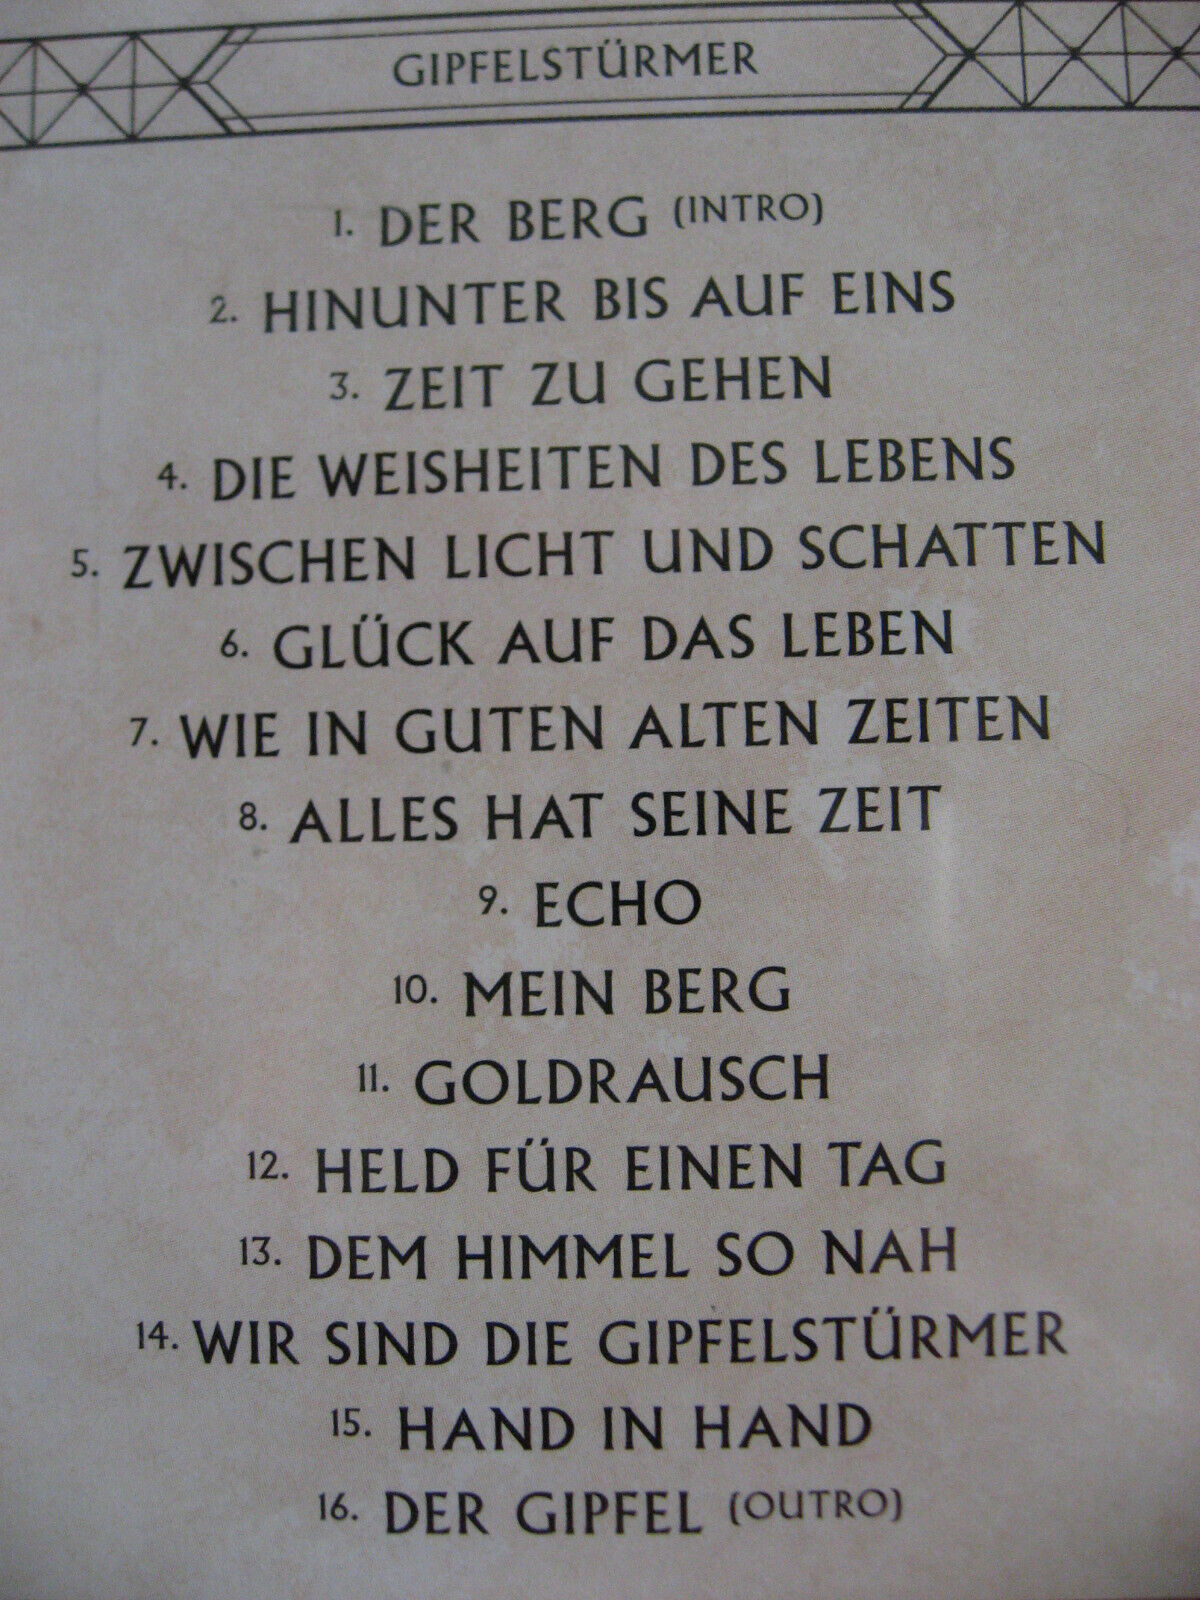 GIPFELSTÜRMER
1. DER BERG (INTRO)
2. HINUNTER BIS AUF EINS
3. ZEIT ZU GEHEN
4. DIE WEISHEITEN DES LEBENS
5. ZWISCHEN LICHT UND SCHATTEN
6. GLÜCK AUF DAS LEBEN
7. WIE IN GUTEN ALTEN ZEITEN
8. ALLES HAT SEINE ZEIT
9. ECHO
10. MEIN BERG
11. GOLDRAUSCH
12. HELD FÜR EINEN TAG
13. DEM HIMMEL SO NAH
14. WIR SIND DIE GIPFELSTÜRMER
15. HAND IN HAND
16. DER GIPFEL (OUTRO)